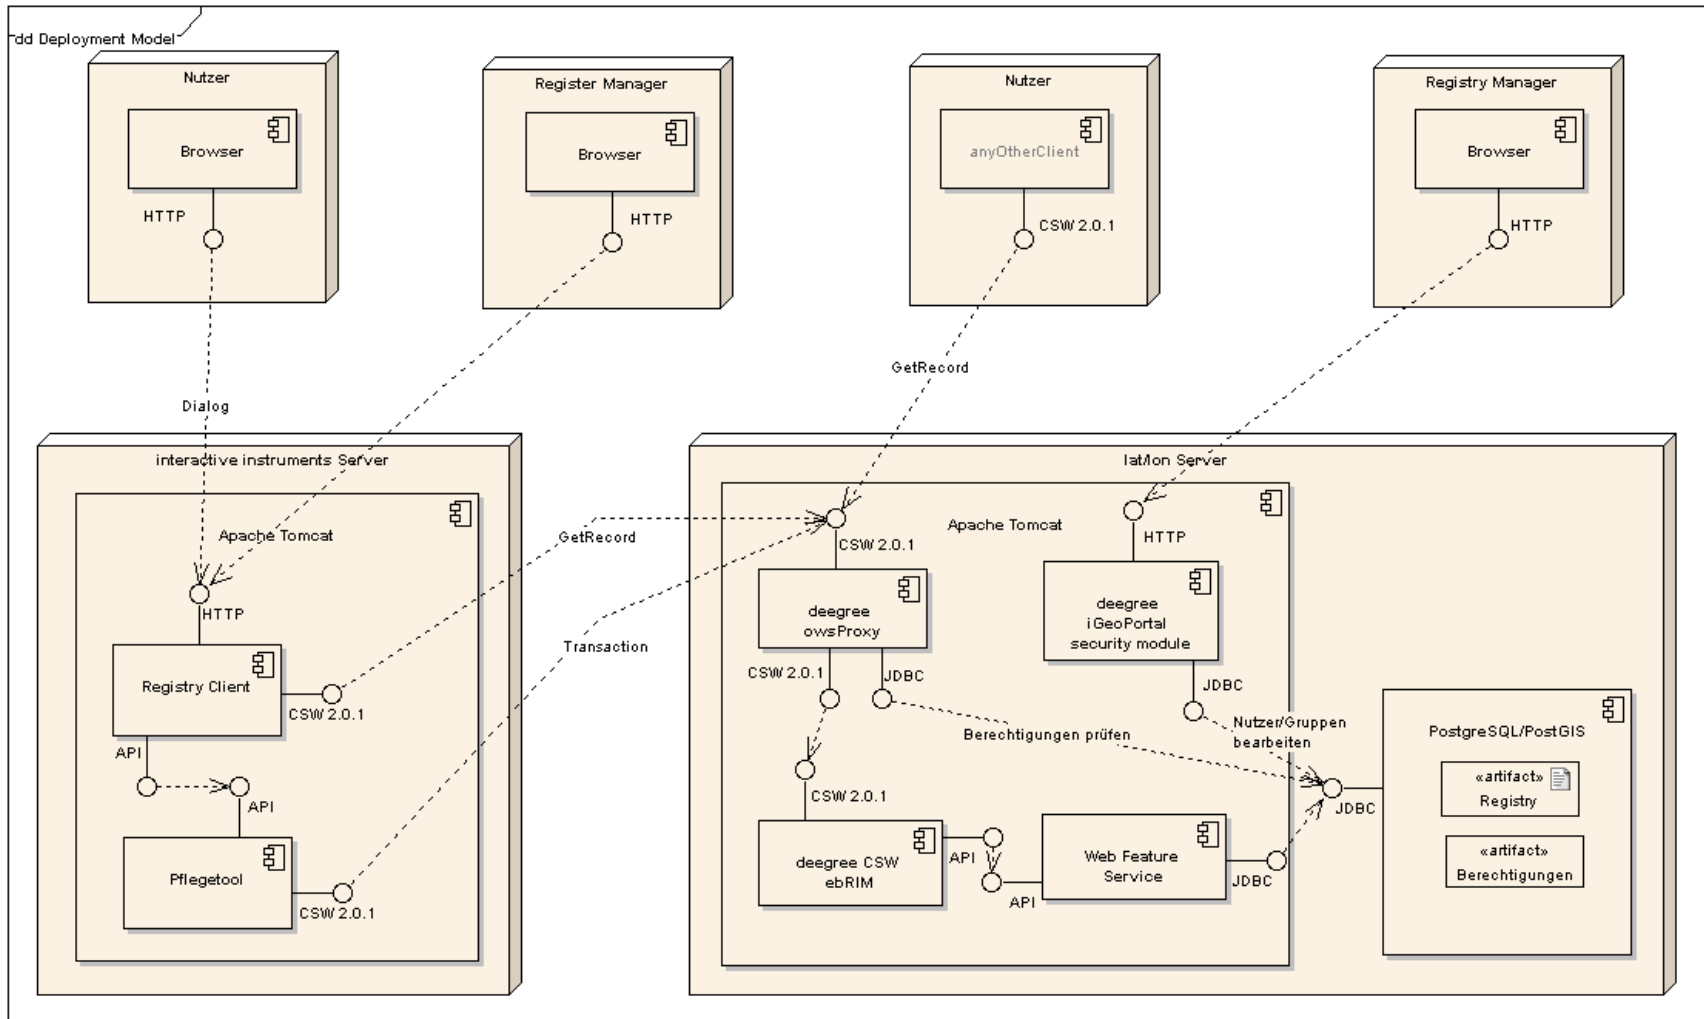 dd Deployment Model
Nutzer
Browser
HTTP
Register Manager
Browser
HTTP
Nutzer
anyOtherClient
CSW 2.0.1
Registry Manager
Browser
HTTP
Dialog
GetRecord
interactive instruments Server
Apache Tomcat
HTTP
Registry Client
CSW 2.0.1
API
API
Pflegetool
CSW 2.0.1
GetRecord
Transaction
lat/lon Server
Apache Tomcat
CSW 2.0.1
deegree
owsProxy
CSW 2.0.1
JDBC
HTTP
deegree
iGeoPortal
security module
JDBC
Berechtigungen prüfen
Nutzer/Gruppen
bearbeiten
CSW 2.0.1
deegree CSW
ebRIM
API
API
Web Feature
Service
JDBC
JDBC
PostgreSQL/PostGIS
«artifact»
Registry
«artifact»
Berechtigungen